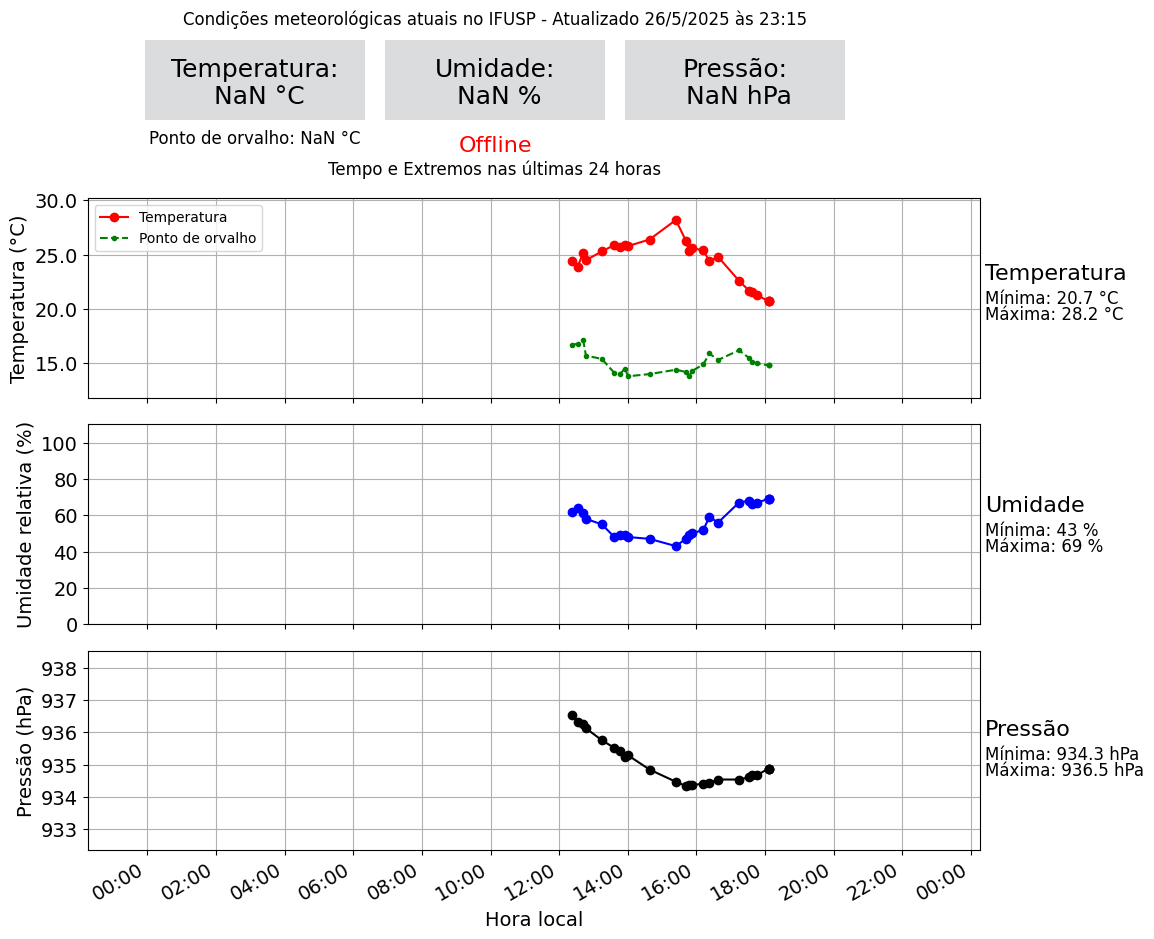 Condições meteorológicas atuais no IFUSP - Atualizado 26/5/2025 às 23:15
Temperatura:
NaN °C
Umidade:
NaN %
Pressão:
NaN hPa
Ponto de orvalho: NaN °C
Offline
Tempo e Extremos nas últimas 24 horas
Temperatura (°C)
30.0
25.0
20.0
15.0
Temperatura
Ponto de orvalho
Temperatura
Mínima: 20.7 °C
Máxima: 28.2 °C
Umidade relativa (%)
100
80
60
40
20
0
Umidade
Mínima: 43 %
Máxima: 69 %
Pressão (hPa)
938
937
936
935
934
933
Pressão
Mínima: 934.3 hPa
Máxima: 936.5 hPa
00:00 02:00 04:00 06:00 08:00 10:00 12:00 14:00 16:00 18:00 20:00 22:00 00:00
Hora local